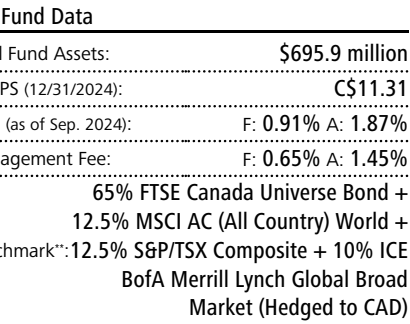 Fund Data
Fund Assets: $695.9 million
PS (12/31/2024): C$11.31
(as of Sep. 2024): F: 0.91% A: 1.87%
agement Fee: F: 0.65% A: 1.45%
65% FTSE Canada Universe Bond +
12.5% MSCI AC (All Country) World +
chmark**: 12.5% S&P/TSX Composite + 10% ICE
BofA Merrill Lynch Global Broad
Market (Hedged to CAD)